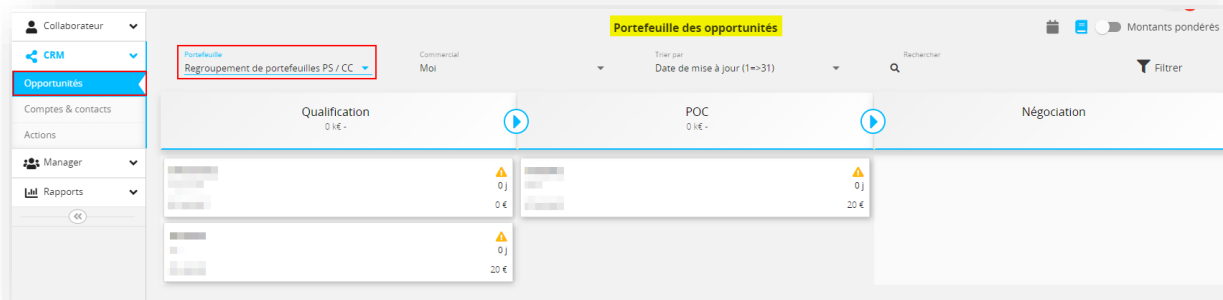 Collaborateur
CRM
Opportunités
Comptes & contacts
Actions
Manager
Rapports
Portefeuille des opportunités
Montants pondérés
Portefeuille
Regroupement de portefeuilles PS / CC
Commercial
Moi
Trier par
Date de mise à jour (1=>31)
Rechercher
Filtrer
Qualification
0 k€ -
POC
0 k€ -
Négociation
0 j
0 €
0 j
20 €
0 j
20 €